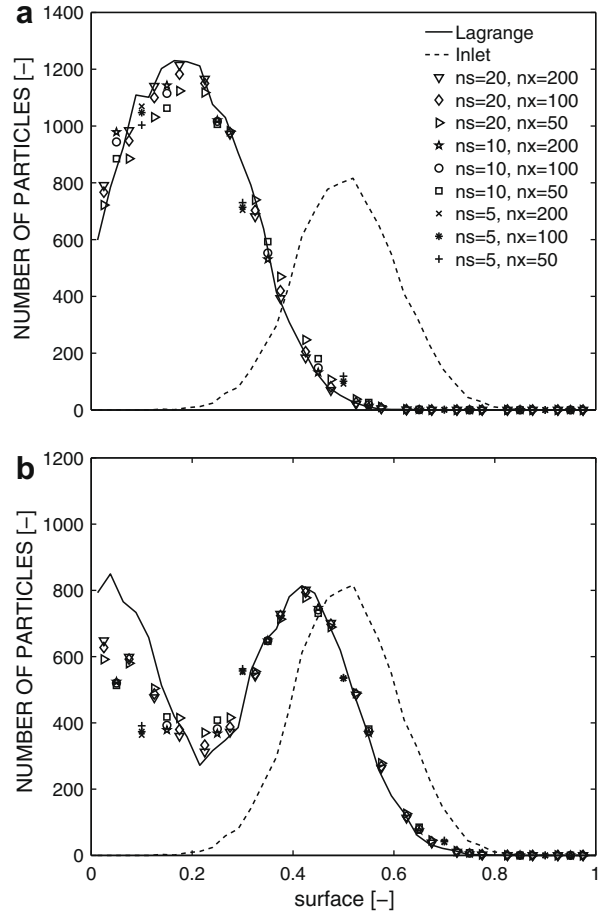 a
1400
1200
1000
800
600
400
200
0
NUMBER OF PARTICLES [−]
Lagrange
Inlet
ns=20, nx=200
ns=20, nx=100
ns=20, nx=50
ns=10, nx=200
ns=10, nx=100
ns=10, nx=50
ns=5, nx=200
ns=5, nx=100
ns=5, nx=50
b
1200
1000
800
600
400
200
0
NUMBER OF PARTICLES [−]
0 0.2 0.4 0.6 0.8 1
surface [−]